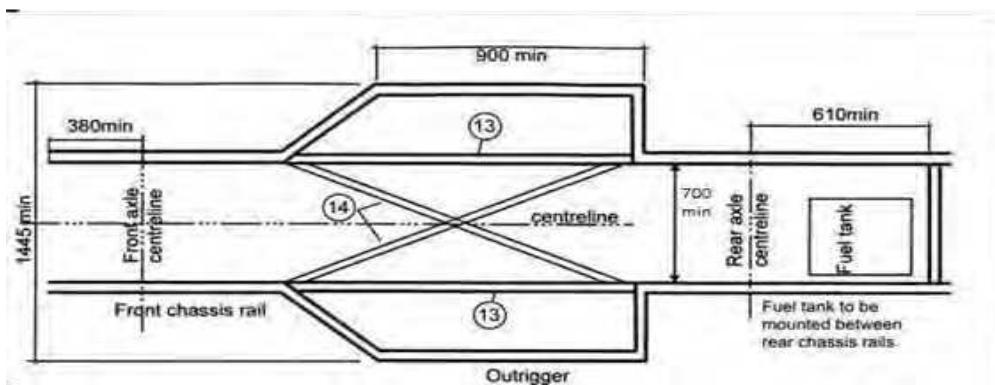 900 min
380min
13
610min
1445 min
Front axle
centreline
14
centreline
700
min
Rear axle
centreline
Fuel tank
Front chassis rail
13
Fuel tank to be
mounted between
rear chassis rails
Outrigger